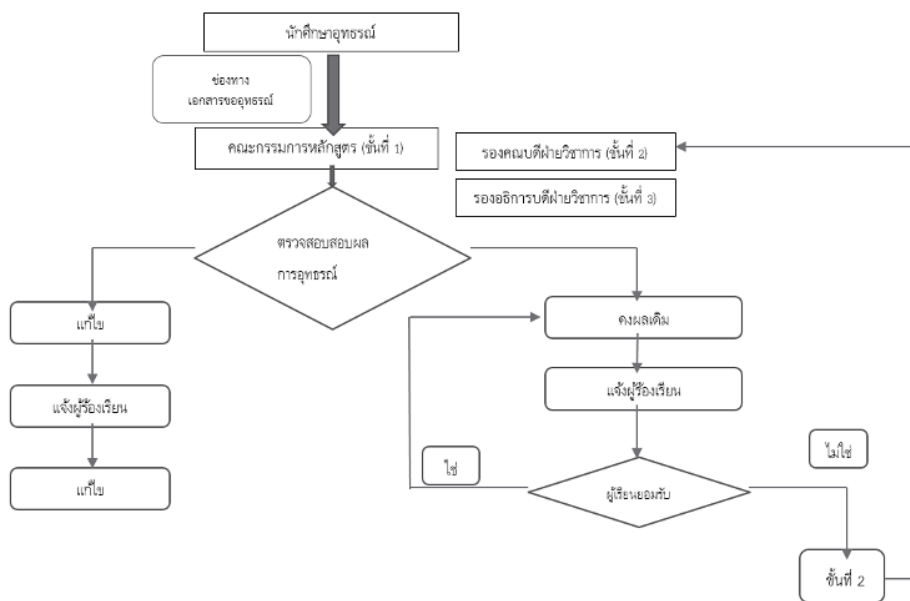 นักศึกษาอุทธรณ์
ช่องทาง
เอกสารขออุทธรณ์
คณะกรรมการหลักสูตร (ชั้นที่ 1)
รองคณบดีฝ่ายวิชาการ (ชั้นที่ 2)
รองอธิการบดีฝ่ายวิชาการ (ชั้นที่ 3)
ตรวจสอบสอบผล
การอุทธรณ์
แก้ไข
คงผลเดิม
แจ้งผู้ร้องเรียน
แจ้งผู้ร้องเรียน
แก้ไข
ใช่
ไม่ใช่
ผู้เรียนยอมรับ
ชั้นที่ 2